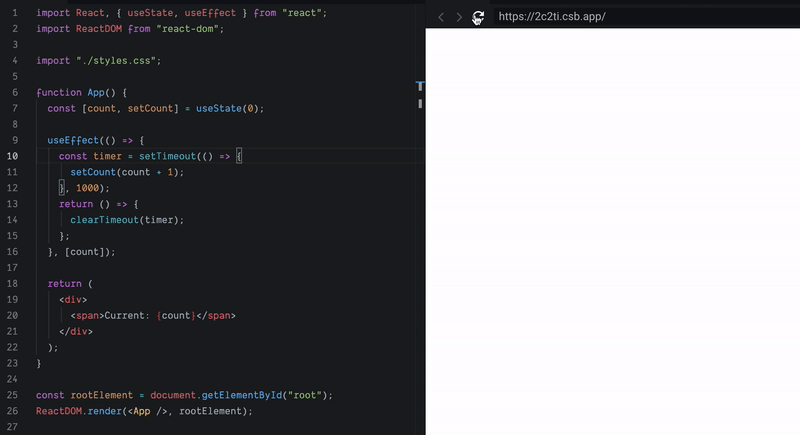 https://2c2ti.csb.app/
1 import React, { useState, useEffect } from "react";
2 import ReactDOM from "react-dom";
3
4 import "./styles.css";
5
6 function App() {
7 const [count, setCount] = useState(0);
8
9 useEffect(() => {
10 const timer = setTimeout(() => {
11 setCount(count + 1);
12 }, 1000);
13 return () => {
14 clearTimeout(timer);
15 };
16 }, [count]);
17
18 return (
19 <div>
20 <span>Current: {count}</span>
21 </div>
22 );
23 }
24
25 const rootElement = document.getElementById("root");
26 ReactDOM.render(<App />, rootElement);
27